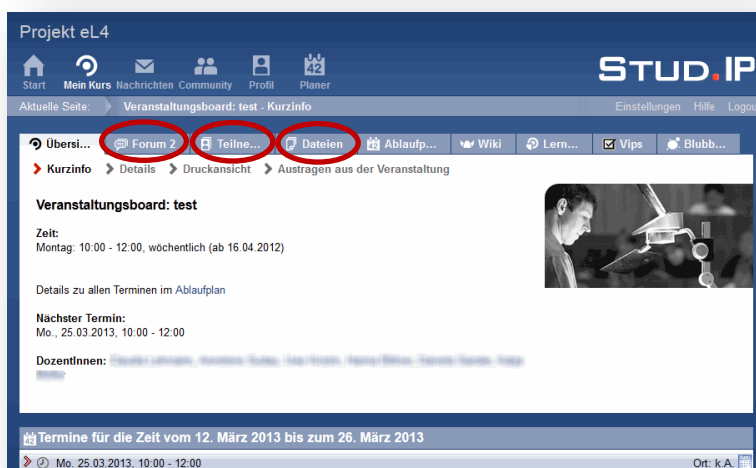 Projekt eL4
42
Start Mein Kurs Nachrichten Community Profil Planer
STUD.IP
Aktuelle Seite: Veranstaltungsboard: test - Kurzinfo Einstellungen Hilfe Logou
Übersi... Forum 2 Teilne... Dateien Ablaufp... Wiki Lern... Vips Blubb...
Kurzinfo Details Druckansicht Austragen aus der Veranstaltung
Veranstaltungsboard: test
Zeit:
Montag: 10:00 - 12:00, wöchentlich (ab 16.04.2012)
Details zu allen Terminen im Ablaufplan
Nächster Termin:
Mo., 25.03.2013, 10:00 - 12:00
DozentInnen:
Termine für die Zeit vom 12. März 2013 bis zum 26. März 2013
Mo. 25.03.2013, 10:00 - 12:00 Ort: k.A.